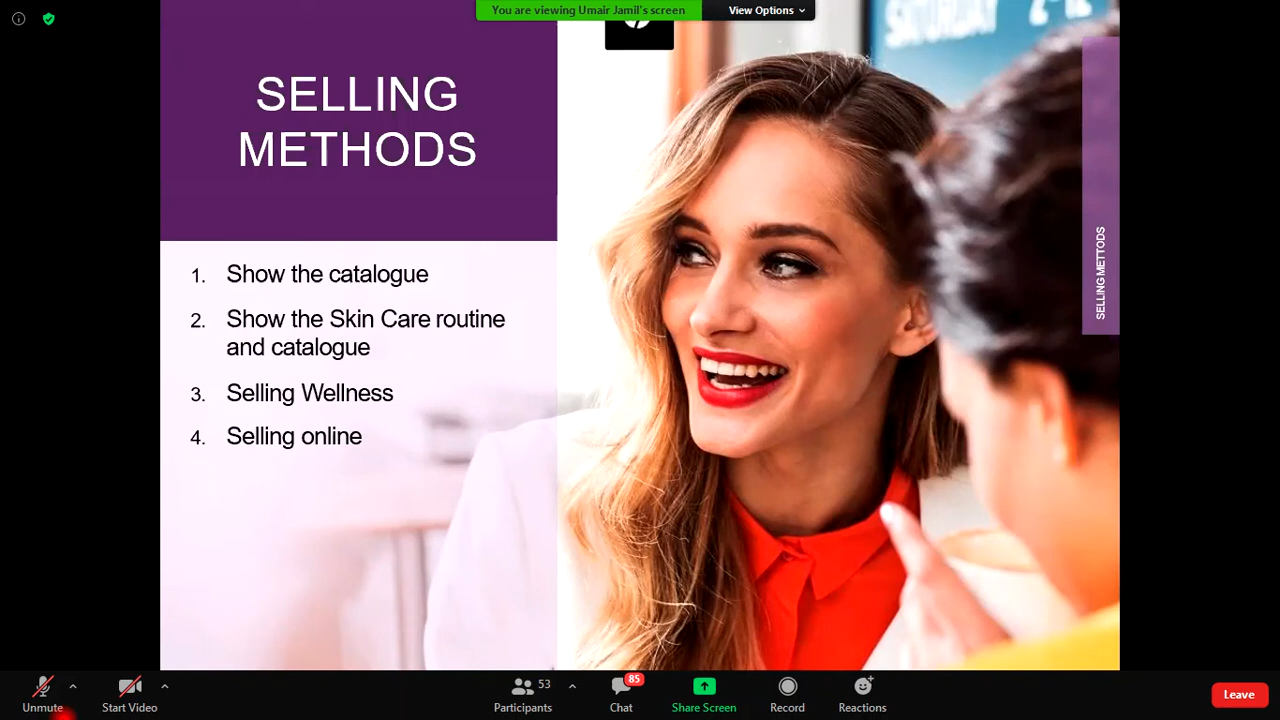 You are viewing Umair Jamil's screen
View Options
SATURDAY
SELLING
METHODS
1. Show the catalogue
2. Show the Skin Care routine
and catalogue
3. Selling Wellness
4. Selling online
SELLING METTODS
Unmute
Start Video
53
Participants
85
Chat
Share Screen
Record
Reactions
Leave